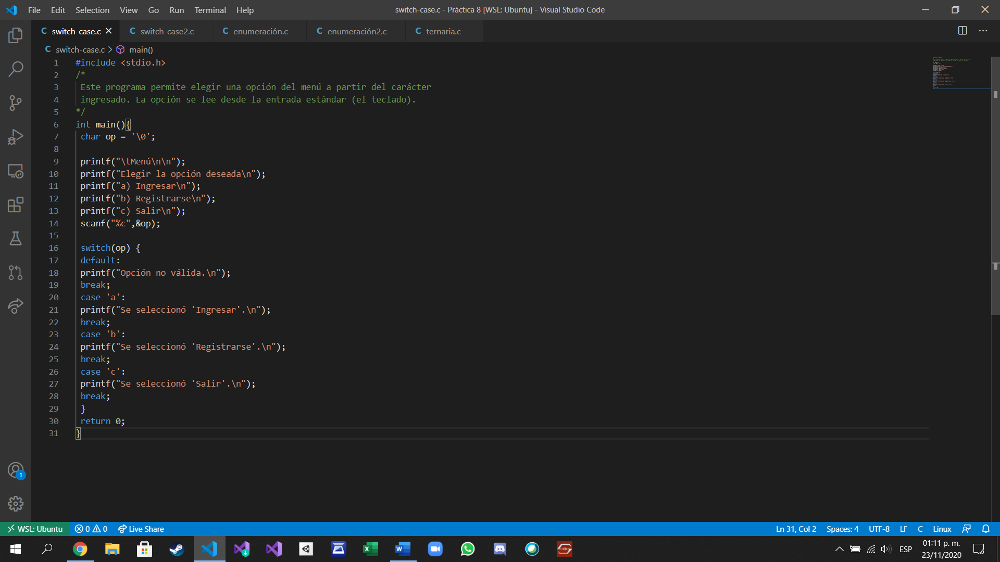 File Edit Selection View Go Run Terminal Help
switch-case.c - Práctica 8 [WSL: Ubuntu] - Visual Studio Code
C switch-case.c C switch-case2.c C enumeración.c C enumeración2.c C ternaria.c
C switch-case.c > main()
1 #include <stdio.h>
2 /*
3 Este programa permite elegir una opción del menú a partir del carácter
4 ingresado. La opción se lee desde la entrada estándar (el teclado).
5 */
6 int main(){
7 char op = '\0';
8
9 printf("\tMenú\n\n");
10 printf("Elegir la opción deseada\n");
11 printf("a) Ingresar\n");
12 printf("b) Registrarse\n");
13 printf("c) Salir\n");
14 scanf("%c",&op);
15
16 switch(op) {
17 default:
18 printf("Opción no válida.\n");
19 break;
20 case 'a':
21 printf("Se seleccionó 'Ingresar'.\n");
22 break;
23 case 'b':
24 printf("Se seleccionó 'Registrarse'.\n");
25 break;
26 case 'c':
27 printf("Se seleccionó 'Salir'.\n");
28 break;
29 }
30 return 0;
31 }
1
WSL: Ubuntu 0 0 Live Share
Ln 31, Col 2 Spaces: 4 UTF-8 LF C Linux
ESP
01:11 p. m.
23/11/2020